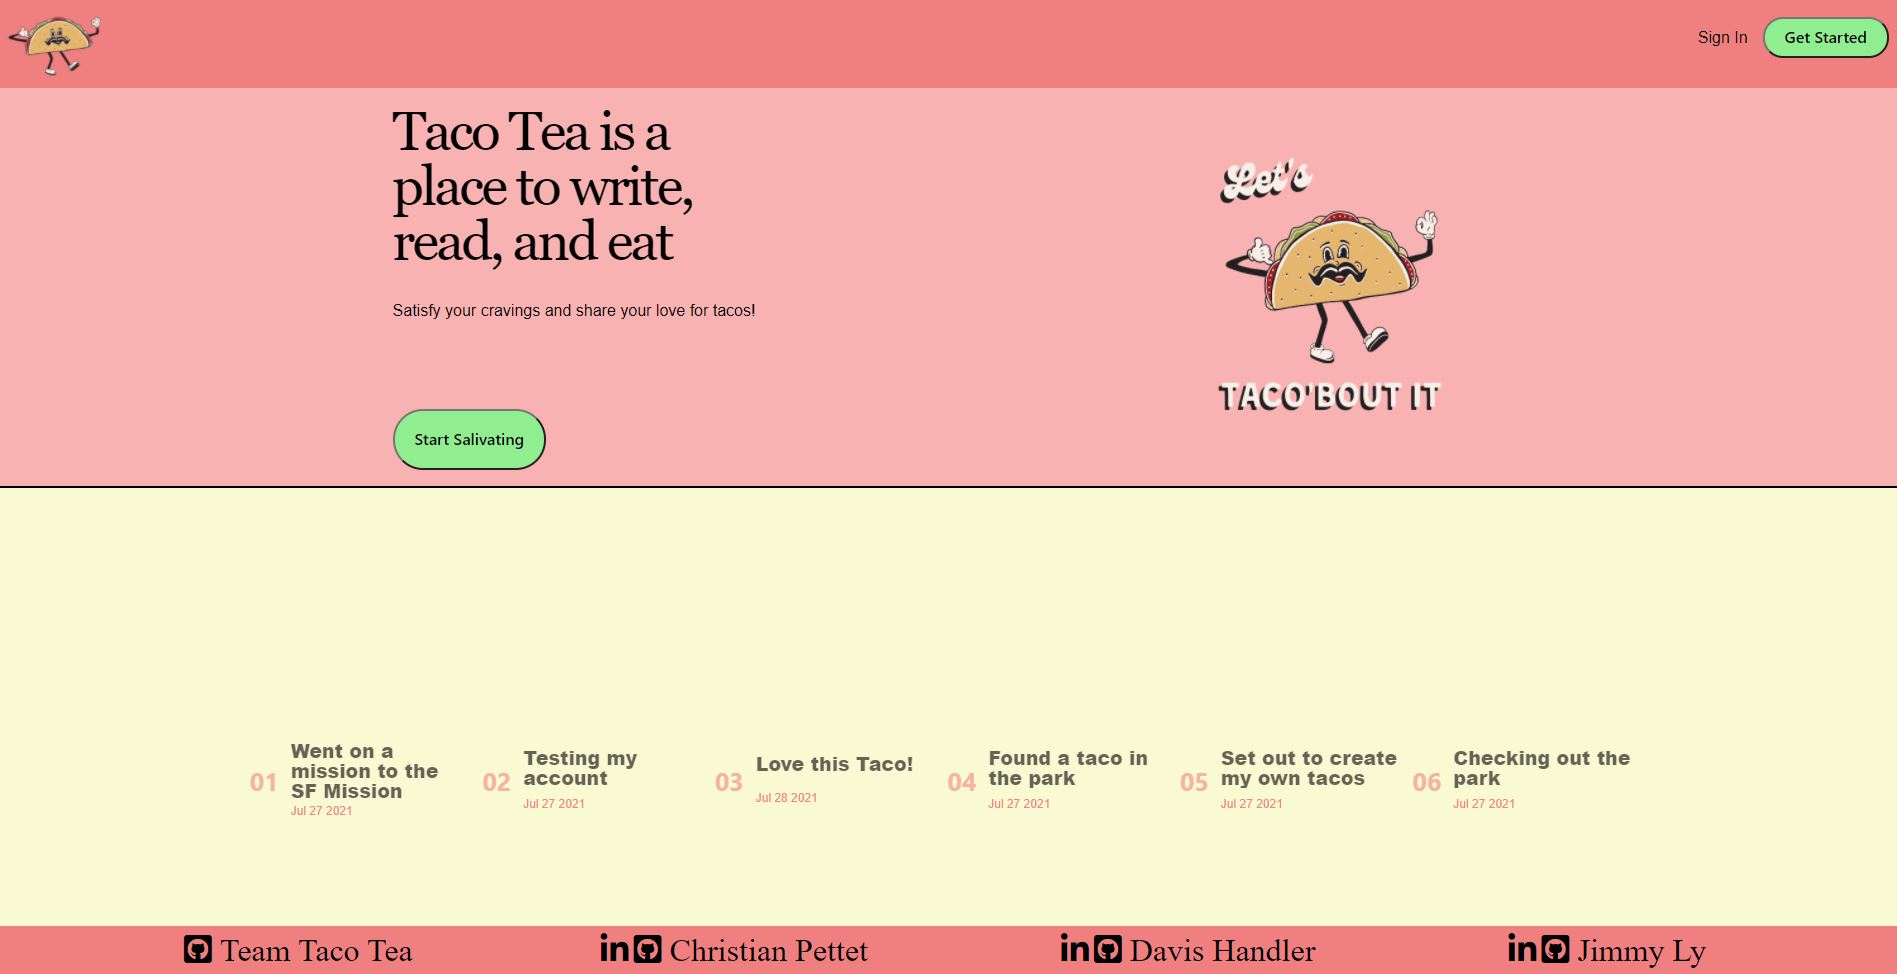 Sign In
Get Started
Taco Tea is a
place to write,
read, and eat
Satisfy your cravings and share your love for tacos!
Start Salivating
Let's
TACO'BOUT IT
01
Went on a
mission to the
SF Mission
Jul 27 2021
02
Testing my
account
Jul 27 2021
03
Love this Taco!
Jul 28 2021
04
Found a taco in
the park
Jul 27 2021
05
Set out to create
my own tacos
Jul 27 2021
06
Checking out the
park
Jul 27 2021
Team Taco Tea
in Christian Pettet
in Davis Handler
in Jimmy Ly